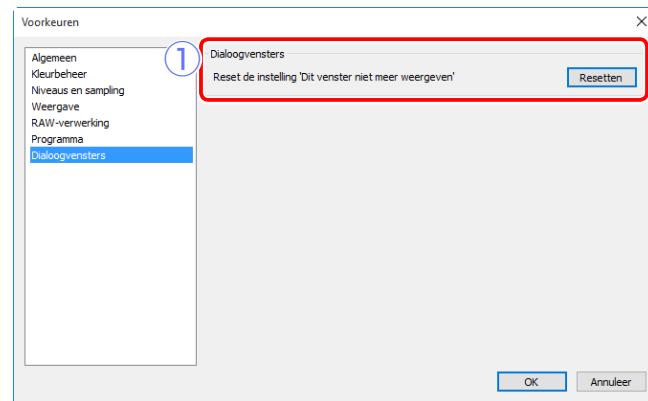 Voorkeuren
Algemeen
Kleurbeheer
Niveaus en sampling
Weergave
RAW-verwerking
Programma
Dialoogvensters
①
Dialoogvensters
Reset de instelling 'Dit venster niet meer weergeven'
Resetten
OK
Annuleer